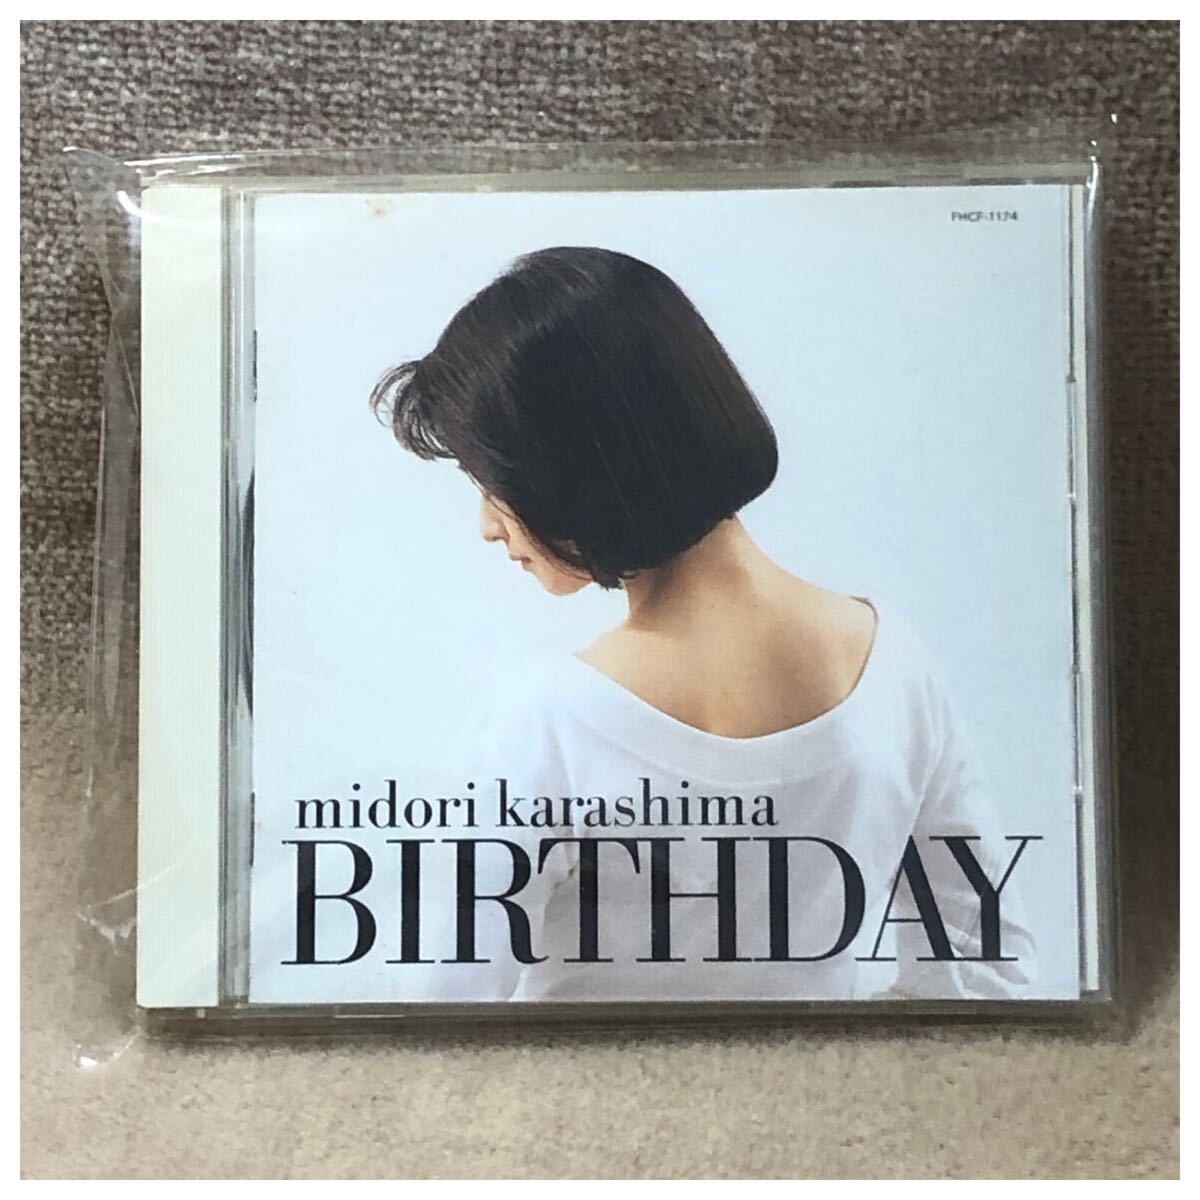 FHCF-1174
midori karashima
BIRTHDAY